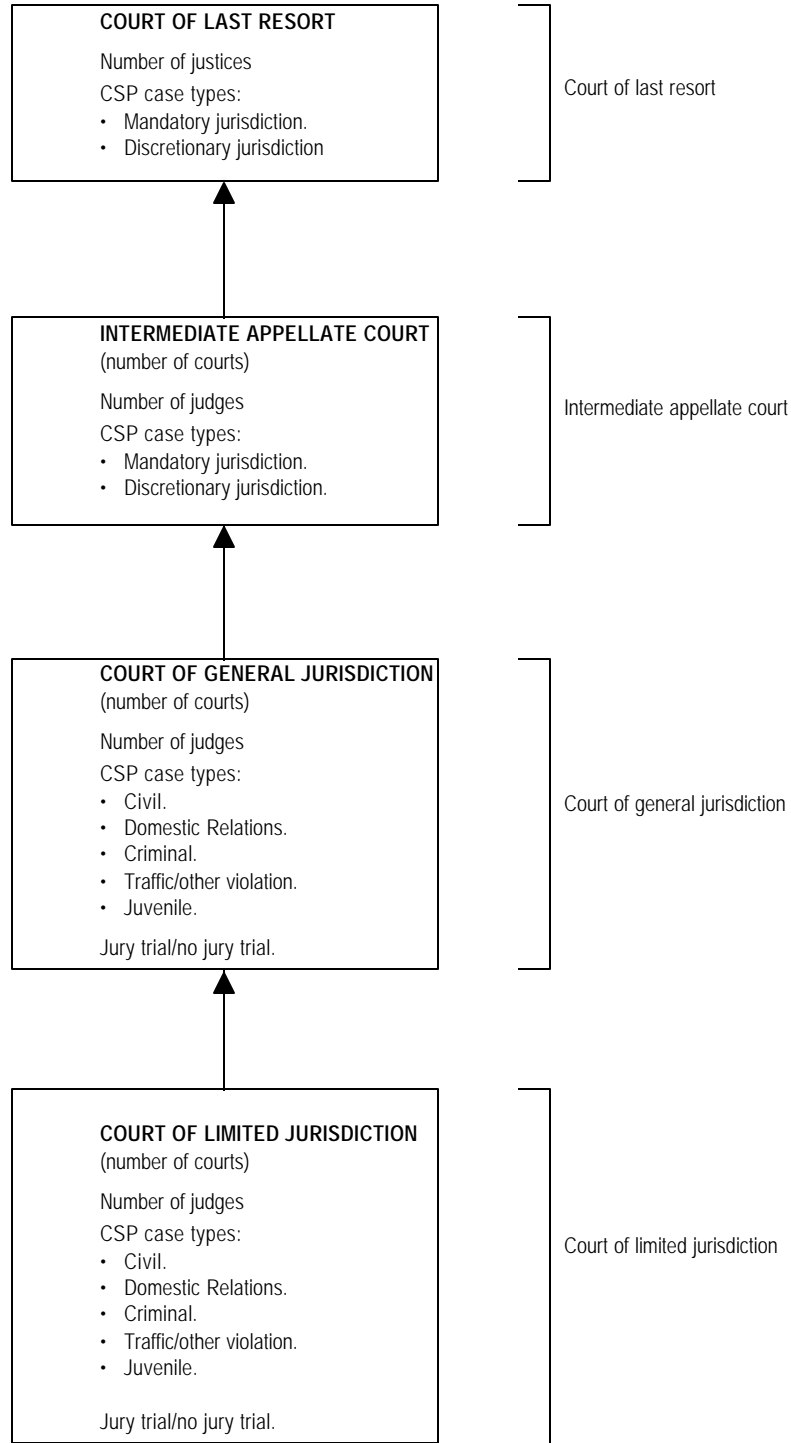 COURT OF LAST RESORT
Number of justices
CSP case types:
• Mandatory jurisdiction.
• Discretionary jurisdiction
Court of last resort
INTERMEDIATE APPELLATE COURT
(number of courts)
Number of judges
CSP case types:
• Mandatory jurisdiction.
• Discretionary jurisdiction.
Intermediate appellate court
COURT OF GENERAL JURISDICTION
(number of courts)
Number of judges
CSP case types:
• Civil.
• Domestic Relations.
• Criminal.
• Traffic/other violation.
• Juvenile.
Jury trial/no jury trial.
Court of general jurisdiction
COURT OF LIMITED JURISDICTION
(number of courts)
Number of judges
CSP case types:
• Civil.
• Domestic Relations.
• Criminal.
• Traffic/other violation.
• Juvenile.
Jury trial/no jury trial.
Court of limited jurisdiction